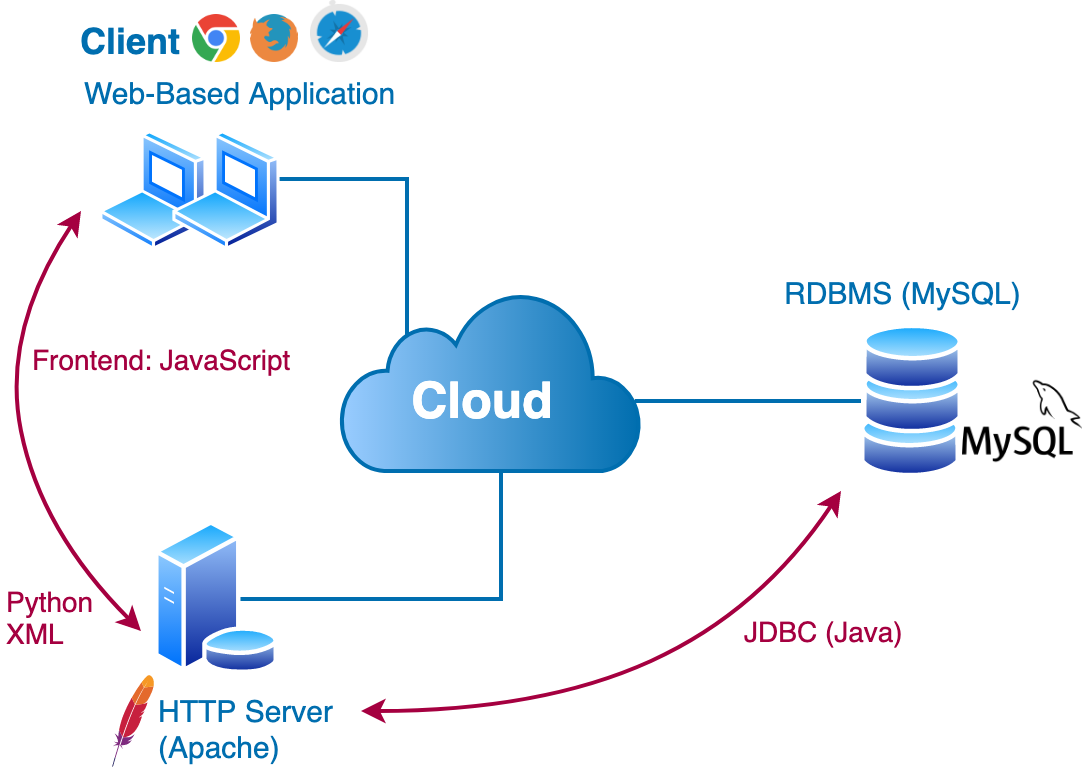 Client
Web-Based Application
RDBMS (MySQL)
Frontend: JavaScript
Cloud
MySQL
Python
XML
JDBC (Java)
HTTP Server
(Apache)